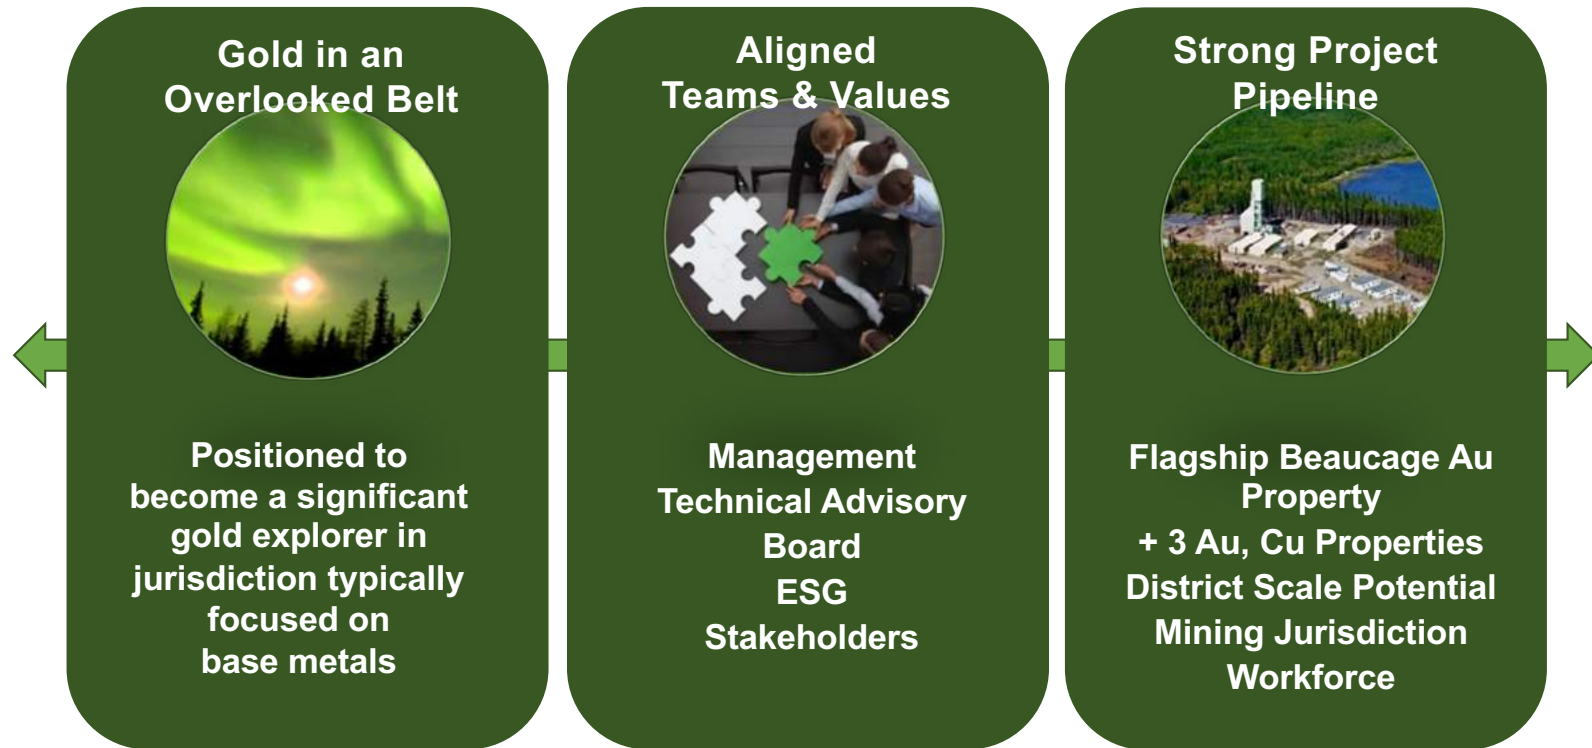 Gold in an
Overlooked Belt
Positioned to
become a significant
gold explorer in
jurisdiction typically
focused on
base metals
Aligned
Teams & Values
Management
Technical Advisory
Board
ESG
Stakeholders
Strong Project
Pipeline
Flagship Beaucage Au
Property
+ 3 Au, Cu Properties
District Scale Potential
Mining Jurisdiction
Workforce